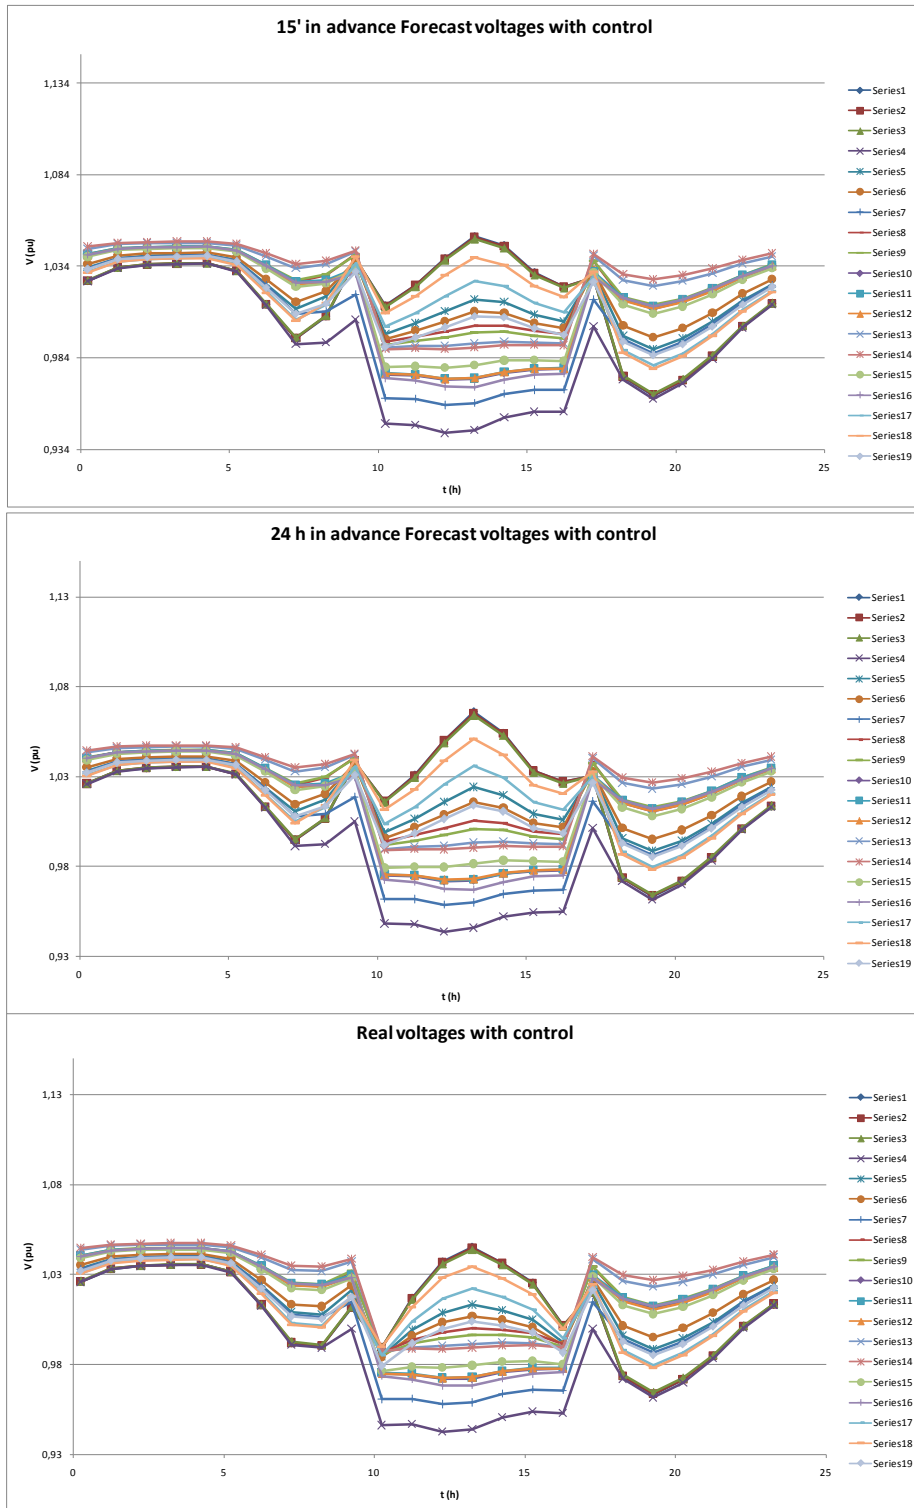 15' in advance Forecast voltages with control
1,134
1,084
1,034
0,984
0,934
V (pu)
0 5 10 15 20 25
t (h)
Series1
Series2
Series3
Series4
Series5
Series6
Series7
Series8
Series9
Series10
Series11
Series12
Series13
Series14
Series15
Series16
Series17
Series18
Series19
24 h in advance Forecast voltages with control
1,13
1,08
1,03
0,98
0,93
V (pu)
0 5 10 15 20 25
t (h)
Series1
Series2
Series3
Series4
Series5
Series6
Series7
Series8
Series9
Series10
Series11
Series12
Series13
Series14
Series15
Series16
Series17
Series18
Series19
Real voltages with control
1,13
1,08
1,03
0,98
0,93
V (pu)
0 5 10 15 20 25
t (h)
Series1
Series2
Series3
Series4
Series5
Series6
Series7
Series8
Series9
Series10
Series11
Series12
Series13
Series14
Series15
Series16
Series17
Series18
Series19